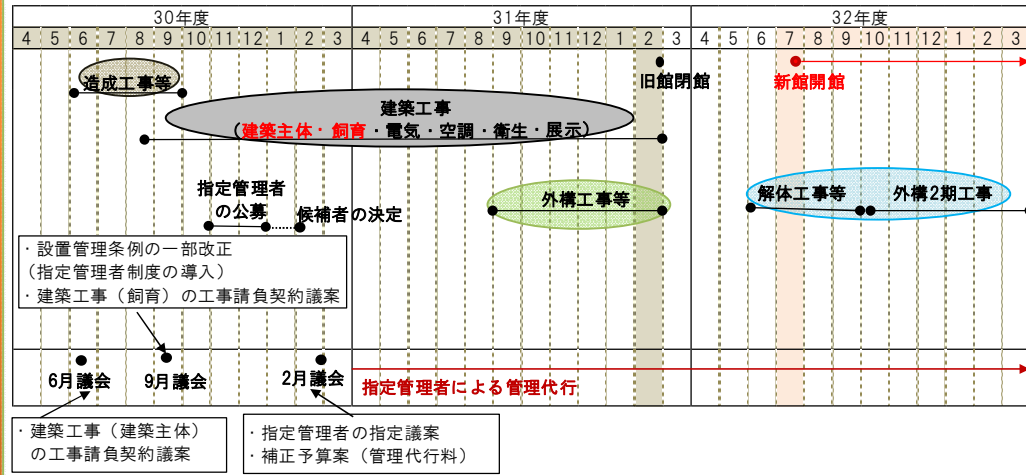 30年度 31年度 32年度
4 5 6 7 8 9 10 11 12 1 2 3 4 5 6 7 8 9 10 11 12 1 2 3 4 5 6 7 8 9 10 11 12 1 2 3
造成工事等
旧館閉館
新館開館
建築工事
(建築主体・飼育・電気・空調・衛生・展示)
指定管理者
の公募
候補者の決定
外構工事等
解体工事等
外構2期工事
・設置管理条例の一部改正
(指定管理者制度の導入)
・建築工事(飼育)の工事請負契約議案
6月議会
9月議会
2月議会
指定管理者による管理代行
・建築工事(建築主体)
の工事請負契約議案
・指定管理者の指定議案
・補正予算案(管理代行料)